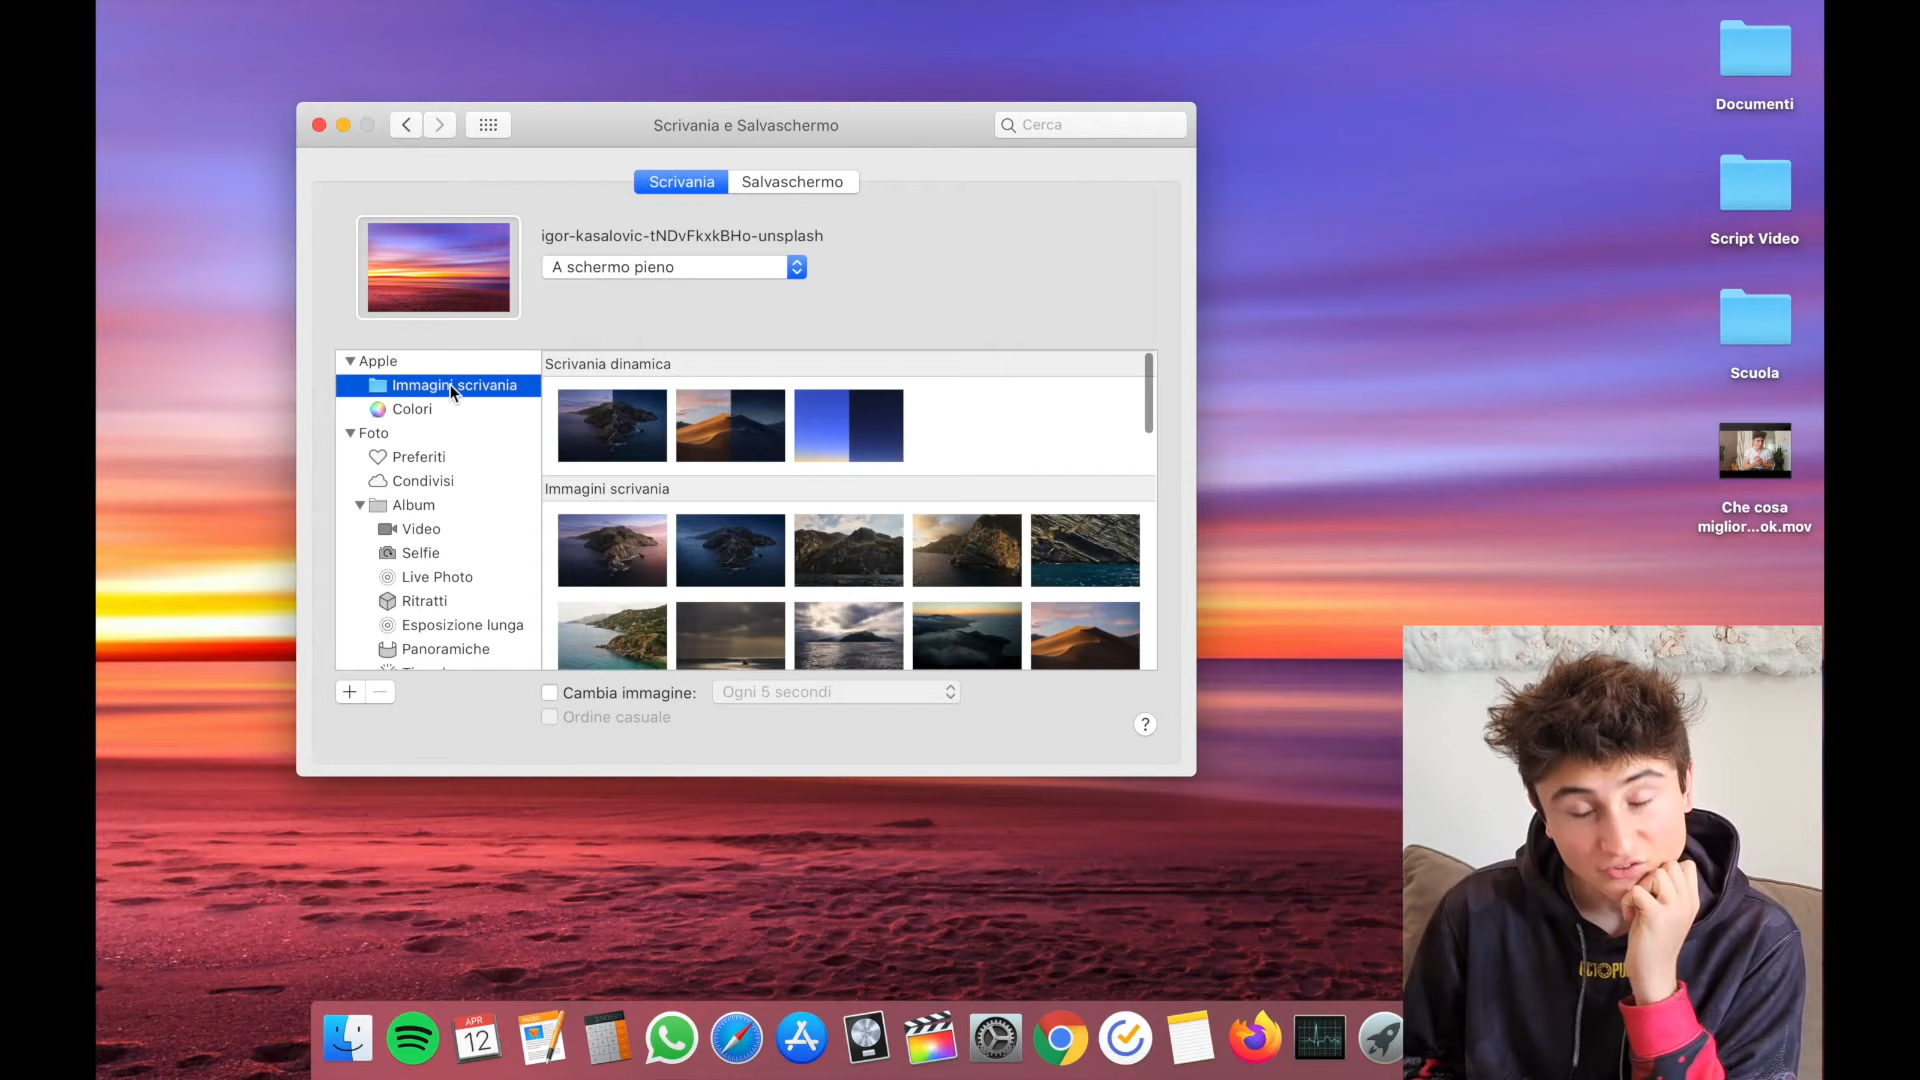 Documenti
Scrivania e Salvaschermo
Cerca
Scrivania
Salvaschermo
igor-kasalovic-tNDvFkxkBHo-unsplash
A schermo pieno
Script Video
Apple
Immagini scrivania
Colori
Foto
Preferiti
Condivisi
Album
Video
Selfie
Live Photo
Ritratti
Esposizione lunga
Panoramiche
Scrivania dinamica
Immagini scrivania
Scuola
Che cosa
miglior...ok.mov
+
−
Cambia immagine:
Ogni 5 secondi
Ordine casuale
?
APR
12
PAGES